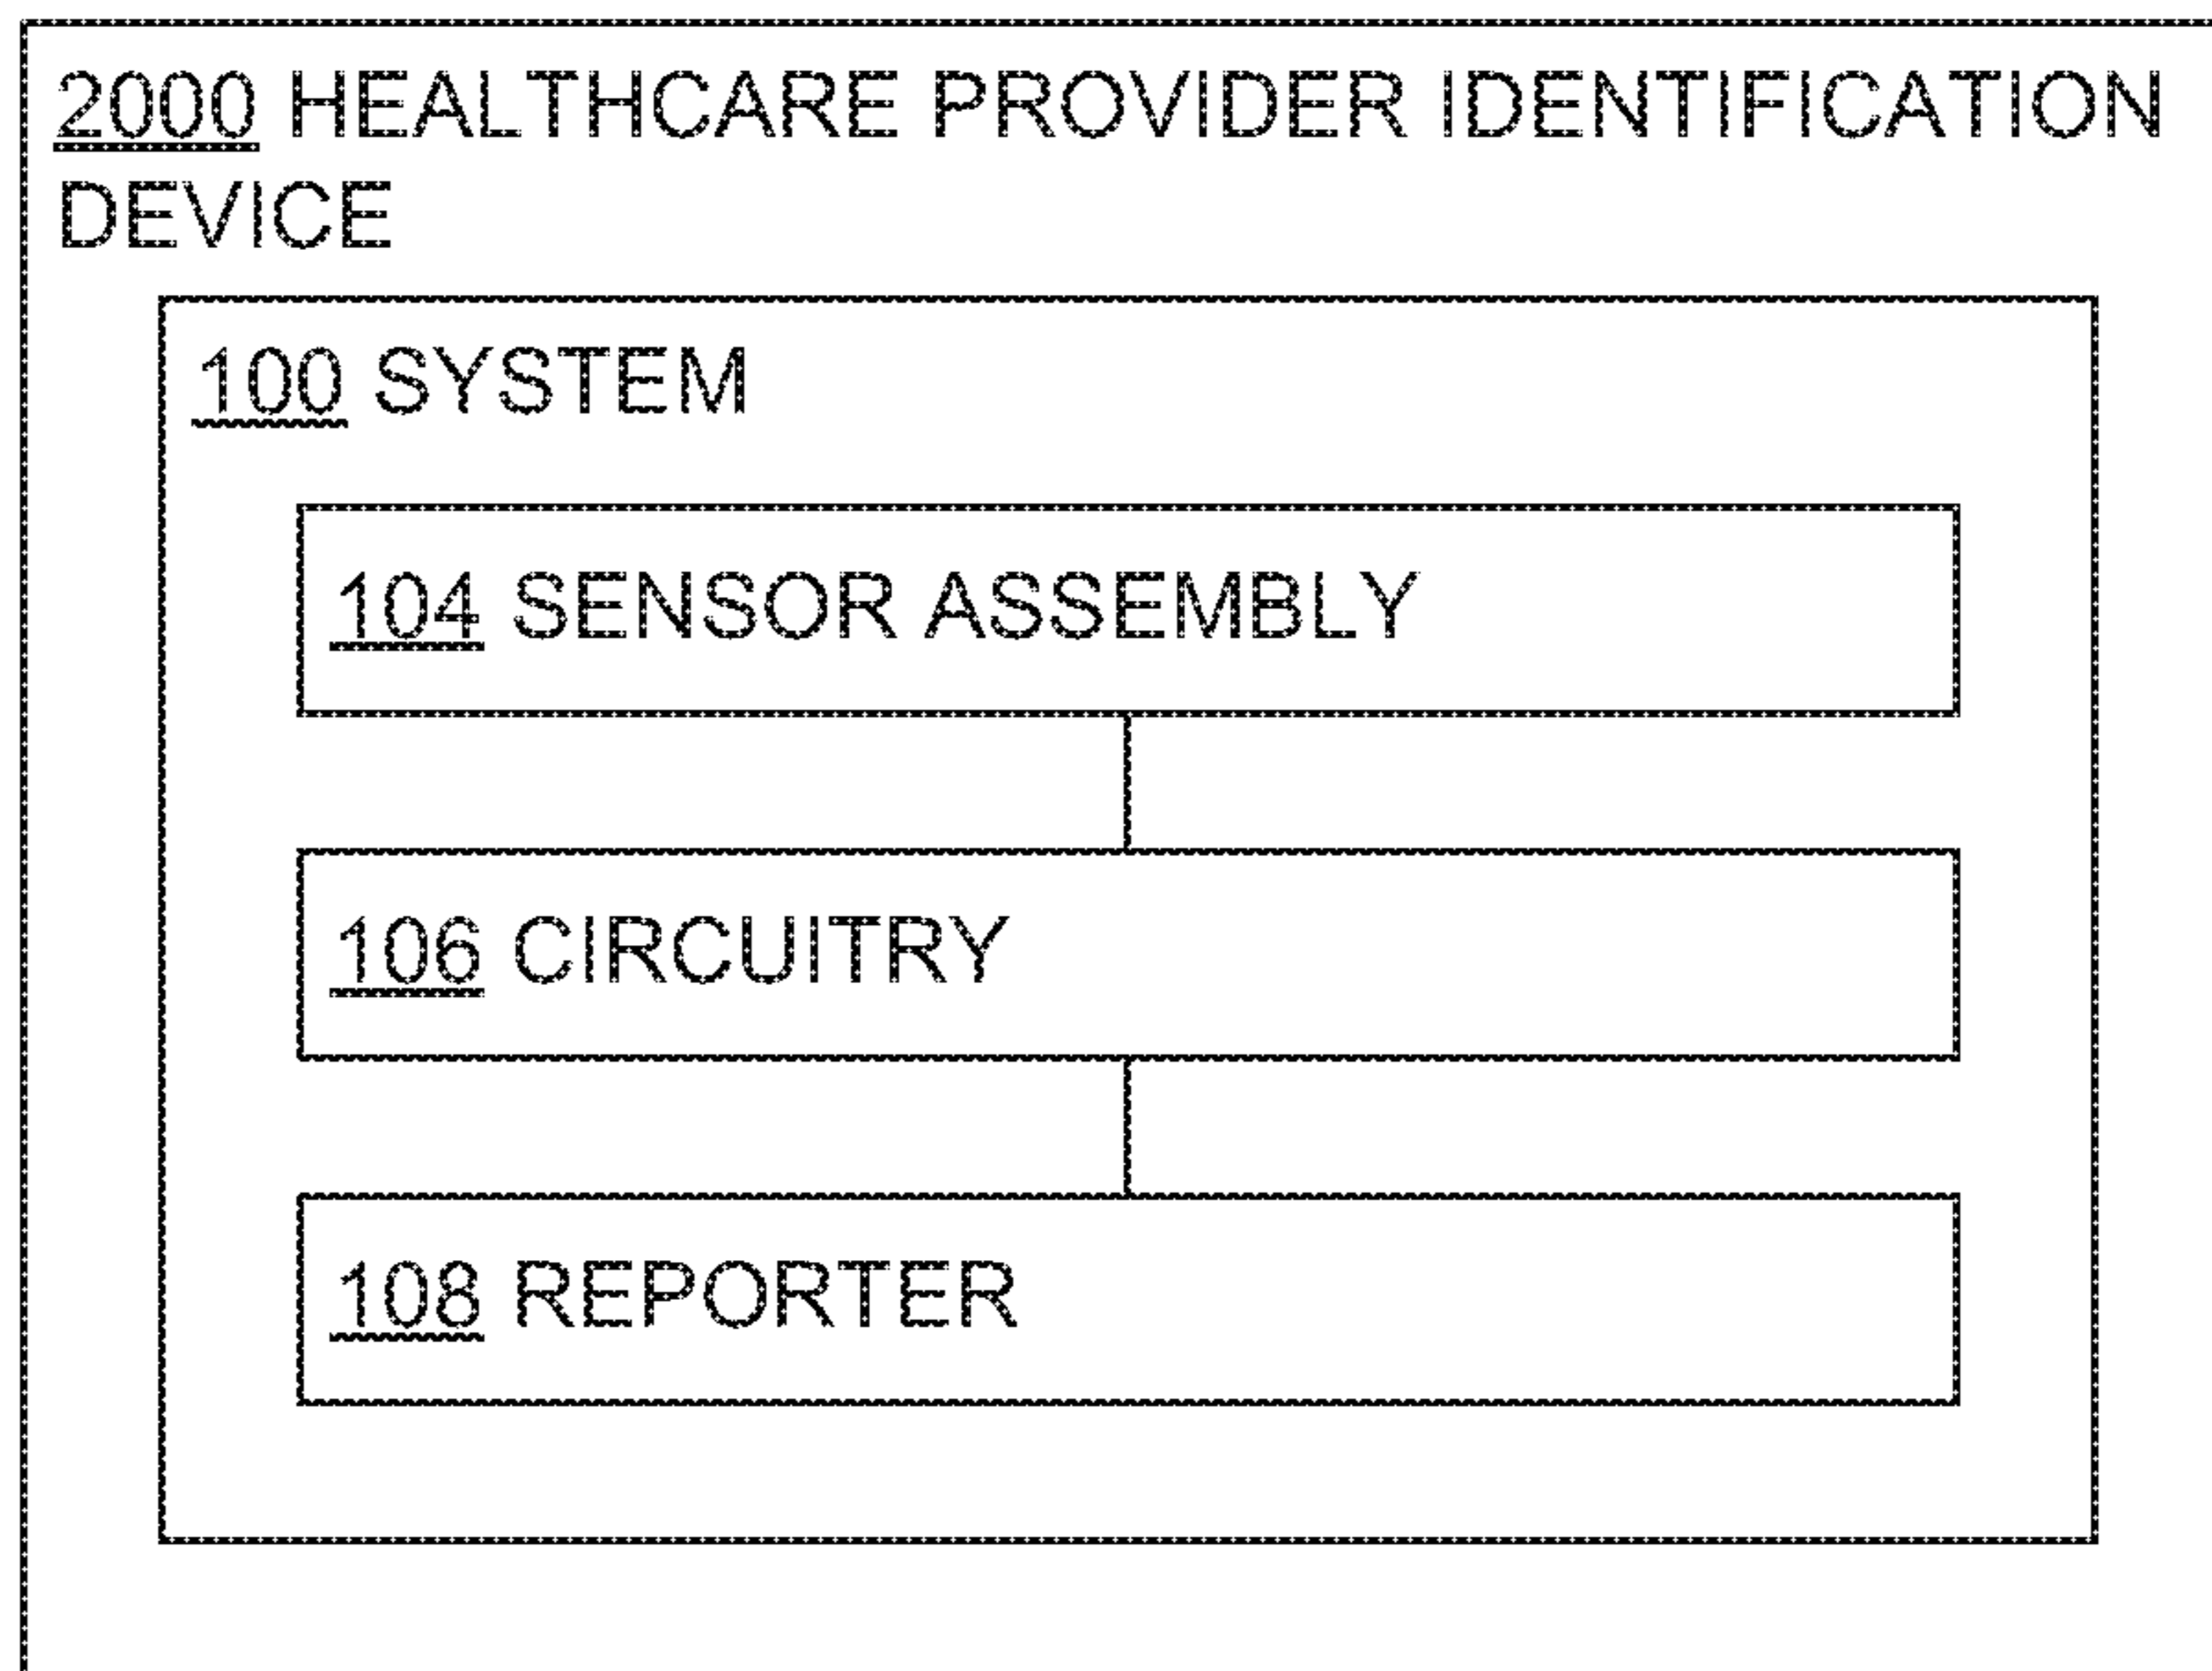 2000 HEALTHCARE PROVIDER IDENTIFICATION
DEVICE
100 SYSTEM
104 SENSOR ASSEMBLY
106 CIRCUITRY
108 REPORTER